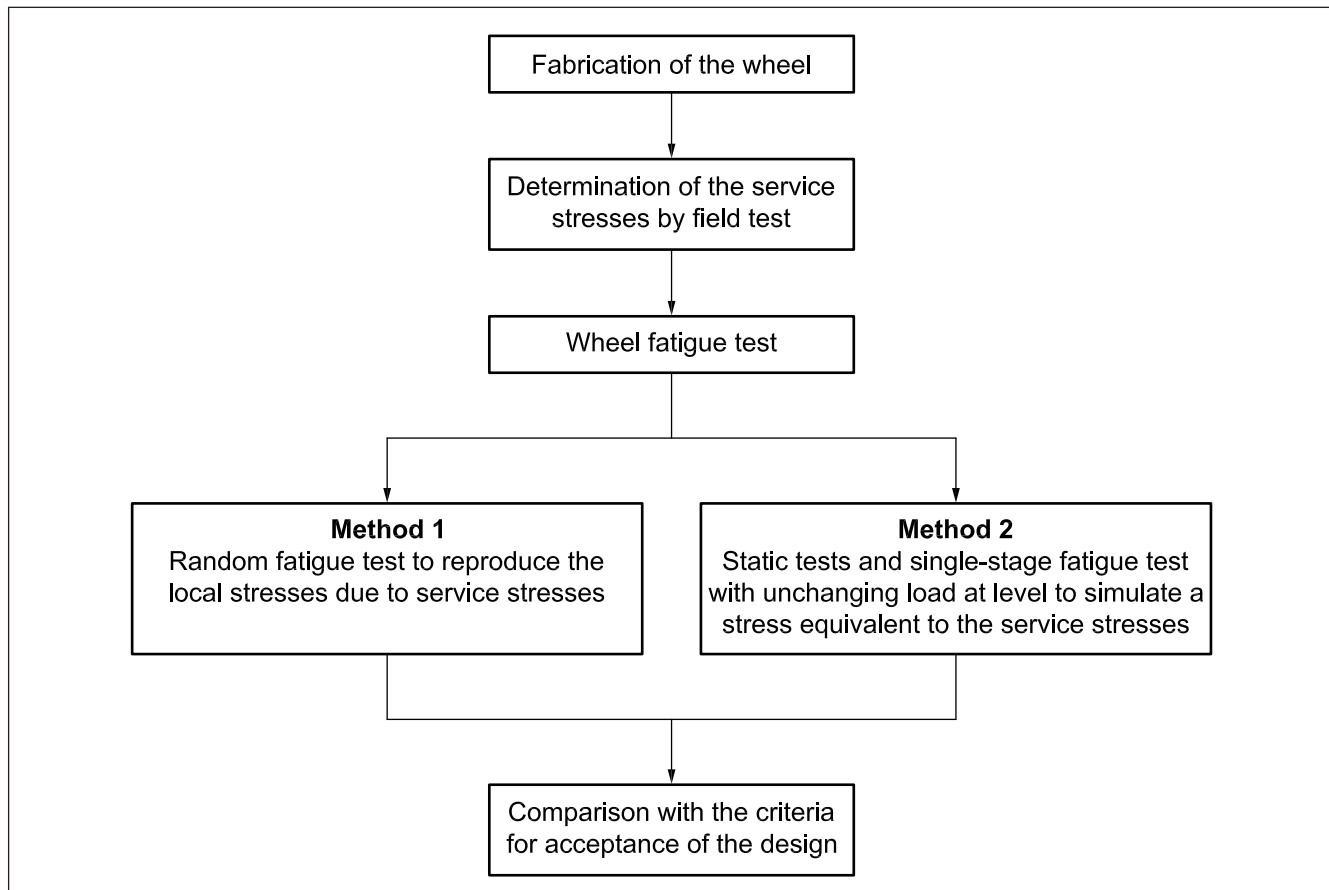 Fabrication of the wheel
Determination of the service
stresses by field test
Wheel fatigue test
Method 1
Random fatigue test to reproduce the
local stresses due to service stresses
Method 2
Static tests and single-stage fatigue test
with unchanging load at level to simulate a
stress equivalent to the service stresses
Comparison with the criteria
for acceptance of the design